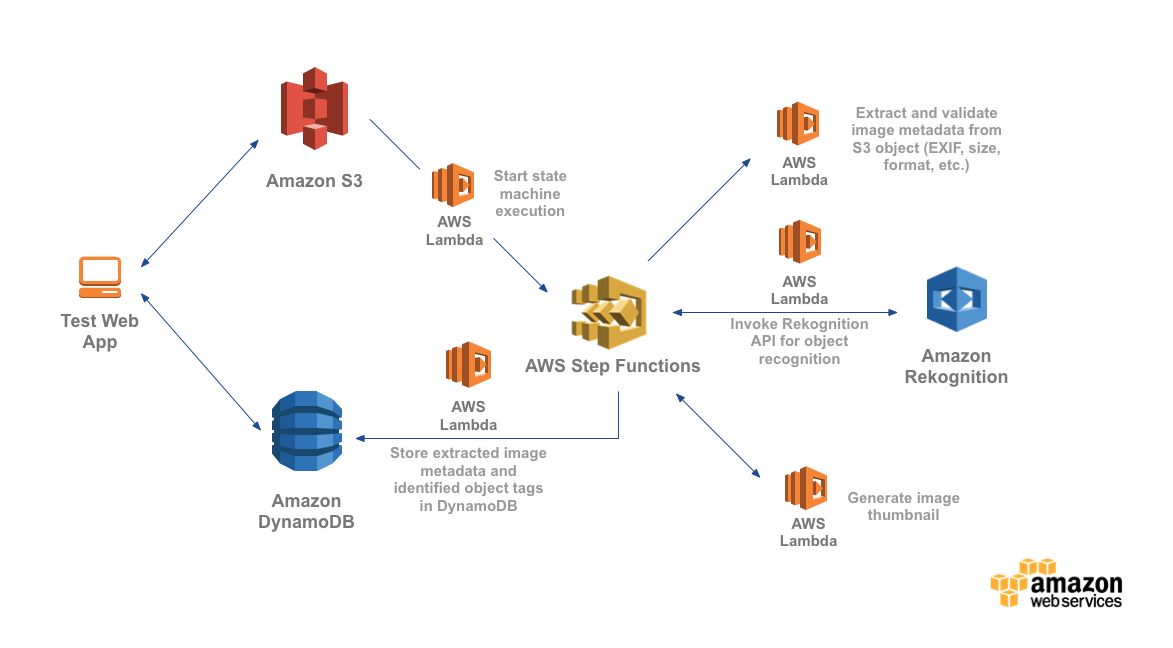 Amazon S3
Start state
machine
execution
AWS
Lambda
Extract and validate
image metadata from
S3 object (EXIF, size,
format, etc.)
AWS
Lambda
Test Web
App
AWS Step Functions
AWS
Lambda
Invoke Rekognition
API for object
recognition
Amazon
Rekognition
AWS
Lambda
Store extracted image
metadata and
identified object tags
in DynamoDB
Amazon
DynamoDB
AWS
Lambda
Generate image
thumbnail
amazon
webservices